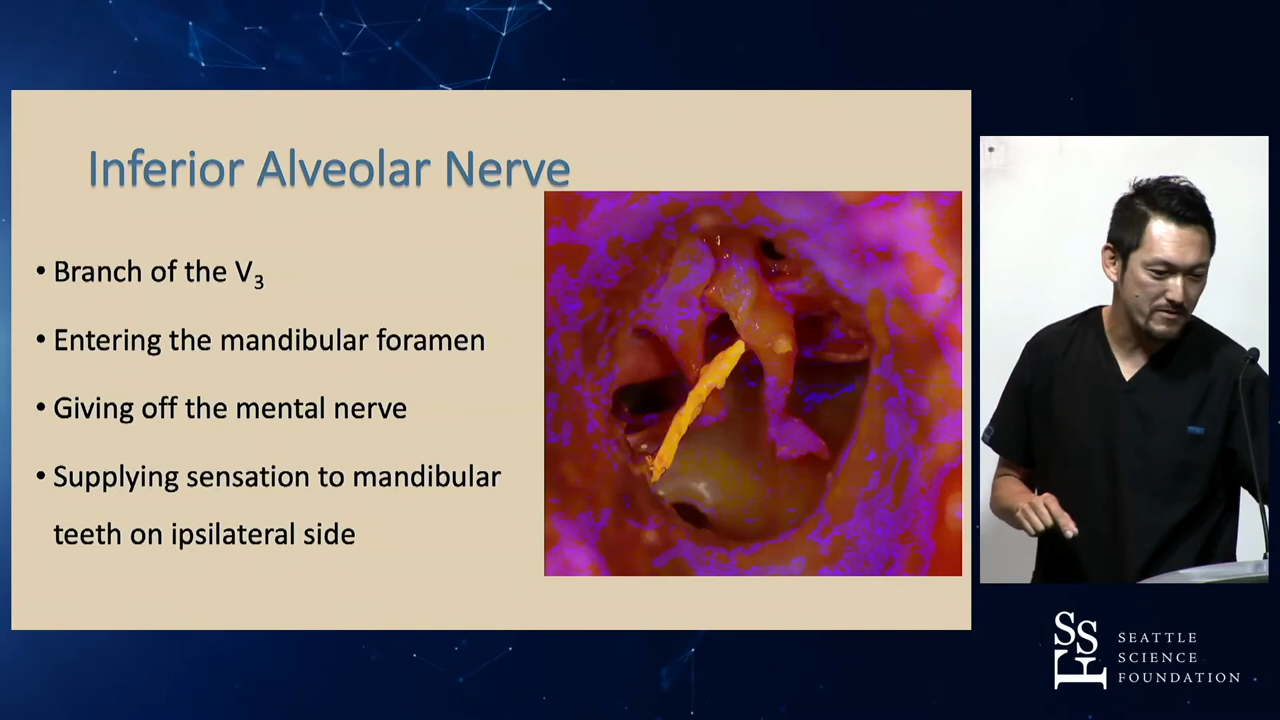 Inferior Alveolar Nerve
• Branch of the V₃
• Entering the mandibular foramen
• Giving off the mental nerve
• Supplying sensation to mandibular
teeth on ipsilateral side
SSF
SEATTLE
SCIENCE
FOUNDATION